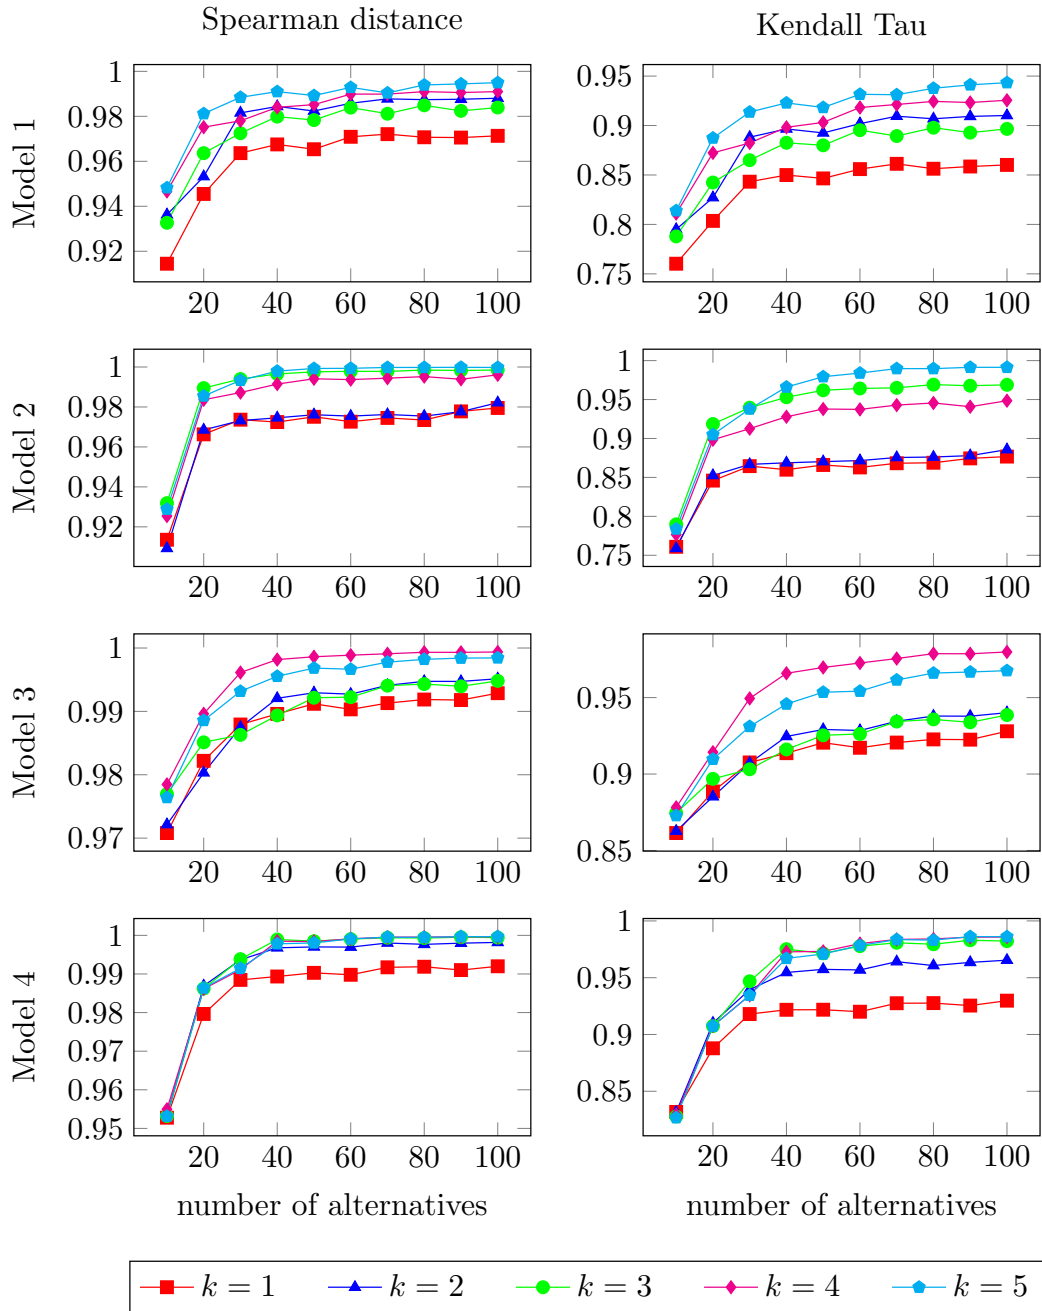 Spearman distance Kendall Tau
Model 1
1
0.98
0.96
0.94
0.92
20 40 60 80 100
0.95
0.9
0.85
0.8
0.75
20 40 60 80 100
Model 2
1
0.98
0.96
0.94
0.92
20 40 60 80 100
1
0.95
0.9
0.85
0.8
0.75
20 40 60 80 100
Model 3
1
0.99
0.98
0.97
20 40 60 80 100
0.95
0.9
0.85
20 40 60 80 100
Model 4
1
0.99
0.98
0.97
0.96
0.95
20 40 60 80 100
number of alternatives
1
0.95
0.9
0.85
20 40 60 80 100
number of alternatives
k = 1 k = 2 k = 3 k = 4 k = 5